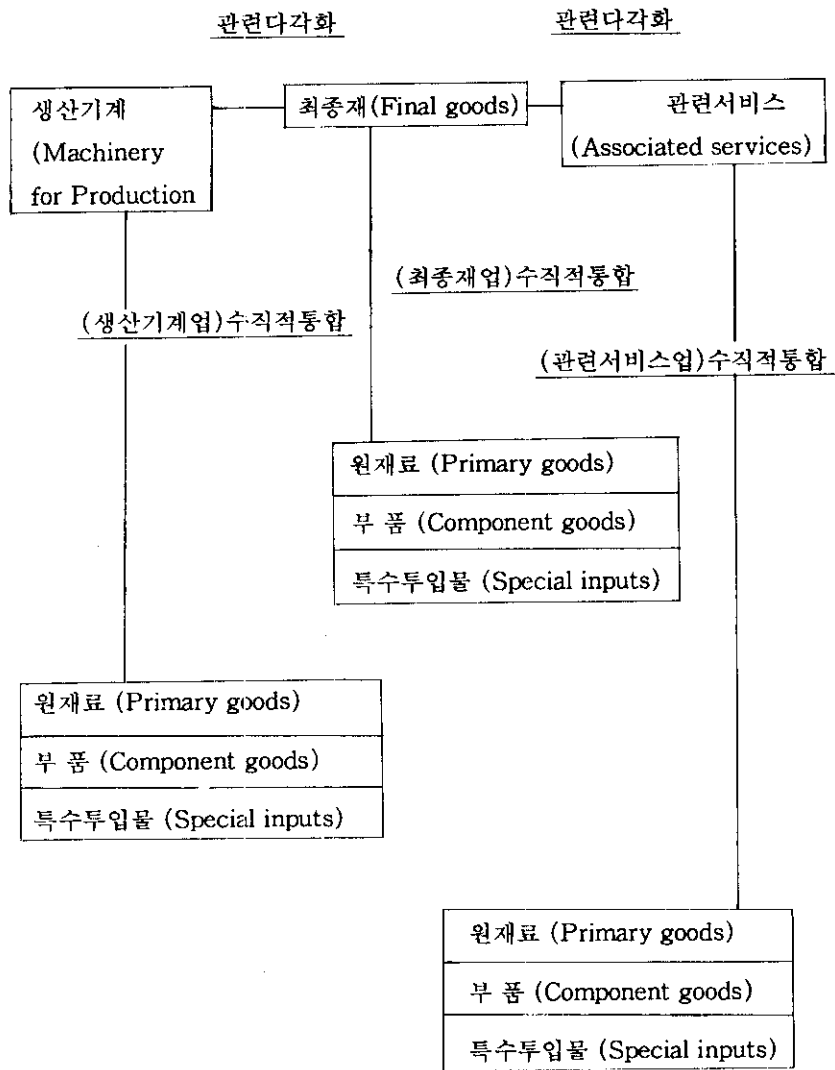 관련다각화
관련다각화
생산기계
(Machinery
for Production
최종재(Final goods)
관련서비스
(Associated services)
(최종재업)수직적통합
(생산기계업)수직적통합
(관련서비스업)수직적통합
원재료 (Primary goods)
부 품 (Component goods)
특수투입물 (Special inputs)
원재료 (Primary goods)
부 품 (Component goods)
특수투입물 (Special inputs)
원재료 (Primary goods)
부 품 (Component goods)
특수투입물 (Special inputs)